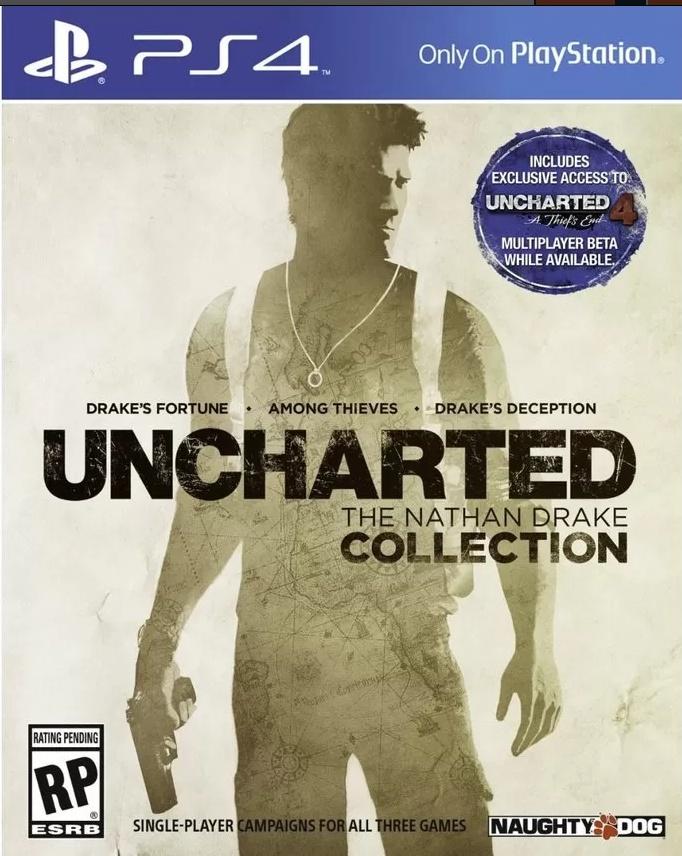 PS4™
Only On PlayStation®
INCLUDES
EXCLUSIVE ACCESS TO
UNCHARTED 4
A Thief's End
MULTIPLAYER BETA
WHILE AVAILABLE.
DRAKE'S FORTUNE • AMONG THIEVES • DRAKE'S DECEPTION
UNCHARTED
THE NATHAN DRAKE
COLLECTION
RATING PENDING
RP
®
ESRB
SINGLE-PLAYER CAMPAIGNS FOR ALL THREE GAMES
NAUGHTY DOG